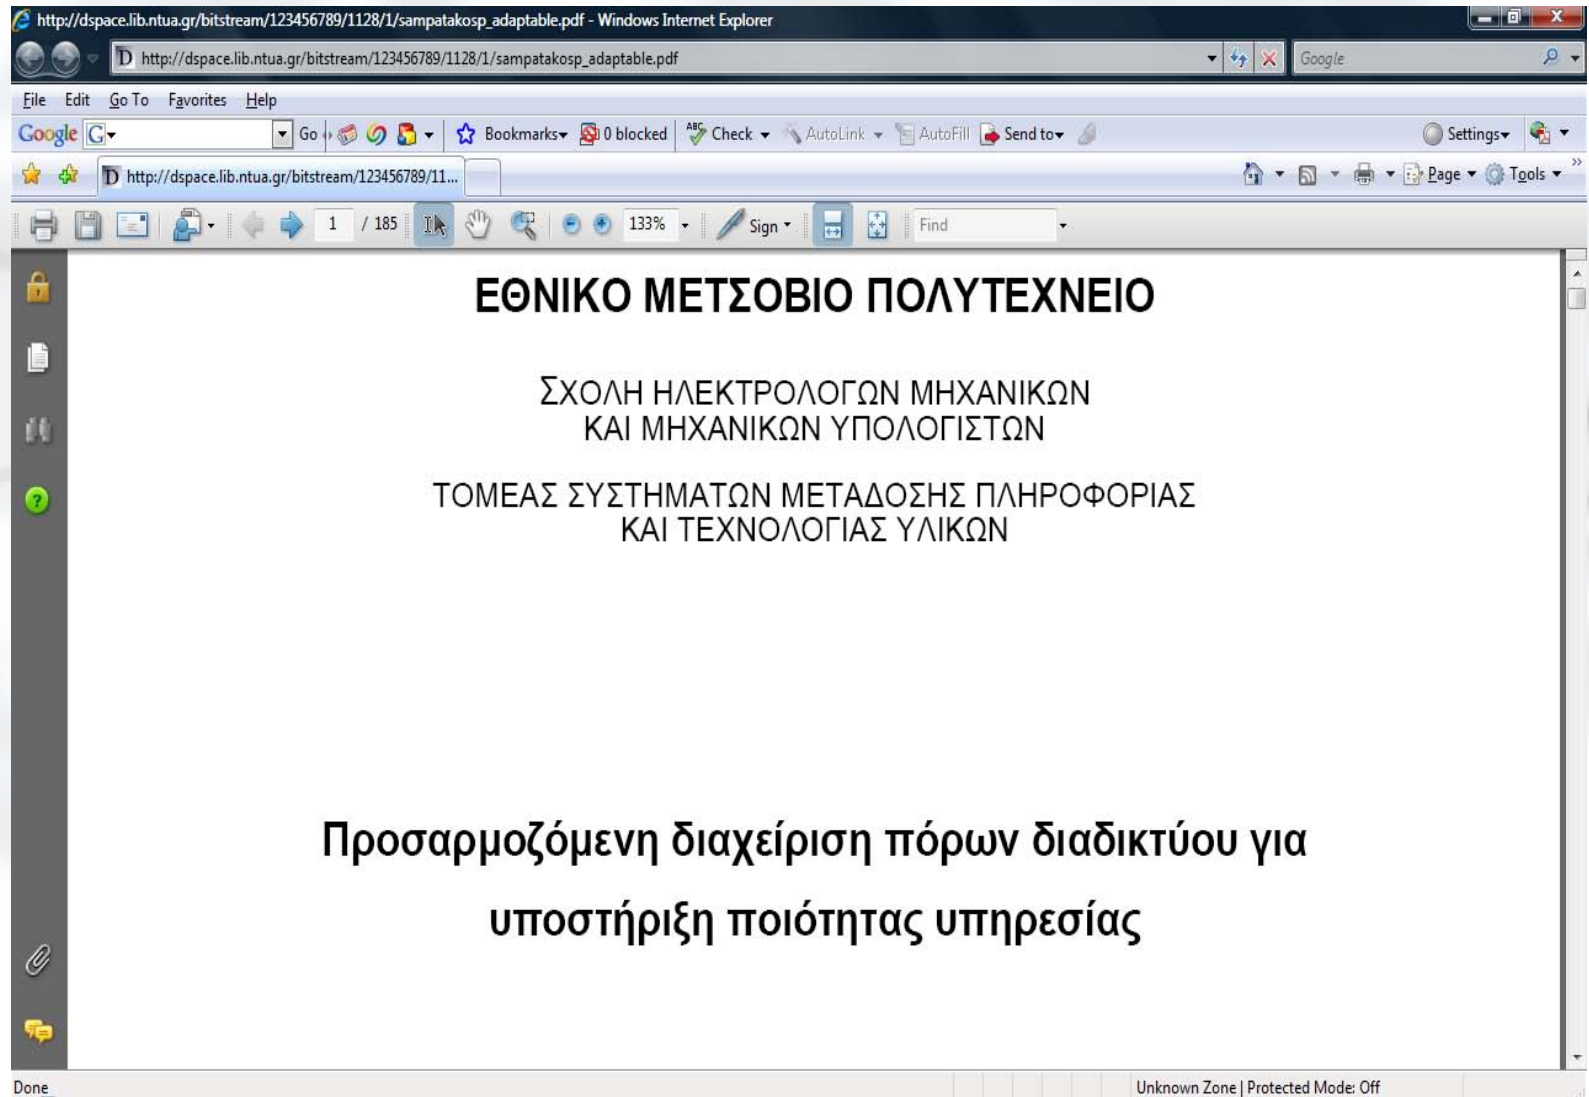 http://dspace.lib.ntua.gr/bitstream/123456789/1128/1/sampatakosp_adaptable.pdf - Windows Internet Explorer
http://dspace.lib.ntua.gr/bitstream/123456789/1128/1/sampatakosp_adaptable.pdf Google
File Edit Go To Favorites Help
Google G Go Bookmarks 0 blocked ABC Check AutoLink AutoFill Send to Settings
http://dspace.lib.ntua.gr/bitstream/123456789/11... Page Tools »
1 / 185 133% Sign Find
ΕΘΝΙΚΟ ΜΕΤΣΟΒΙΟ ΠΟΛΥΤΕΧΝΕΙΟ
ΣΧΟΛΗ ΗΛΕΚΤΡΟΛΟΓΩΝ ΜΗΧΑΝΙΚΩΝ
ΚΑΙ ΜΗΧΑΝΙΚΩΝ ΥΠΟΛΟΓΙΣΤΩΝ
ΤΟΜΕΑΣ ΣΥΣΤΗΜΑΤΩΝ ΜΕΤΑΔΟΣΗΣ ΠΛΗΡΟΦΟΡΙΑΣ
ΚΑΙ ΤΕΧΝΟΛΟΓΙΑΣ ΥΛΙΚΩΝ
Προσαρμοζόμενη διαχείριση πόρων διαδικτύου για
υποστήριξη ποιότητας υπηρεσίας
Done Unknown Zone | Protected Mode: Off